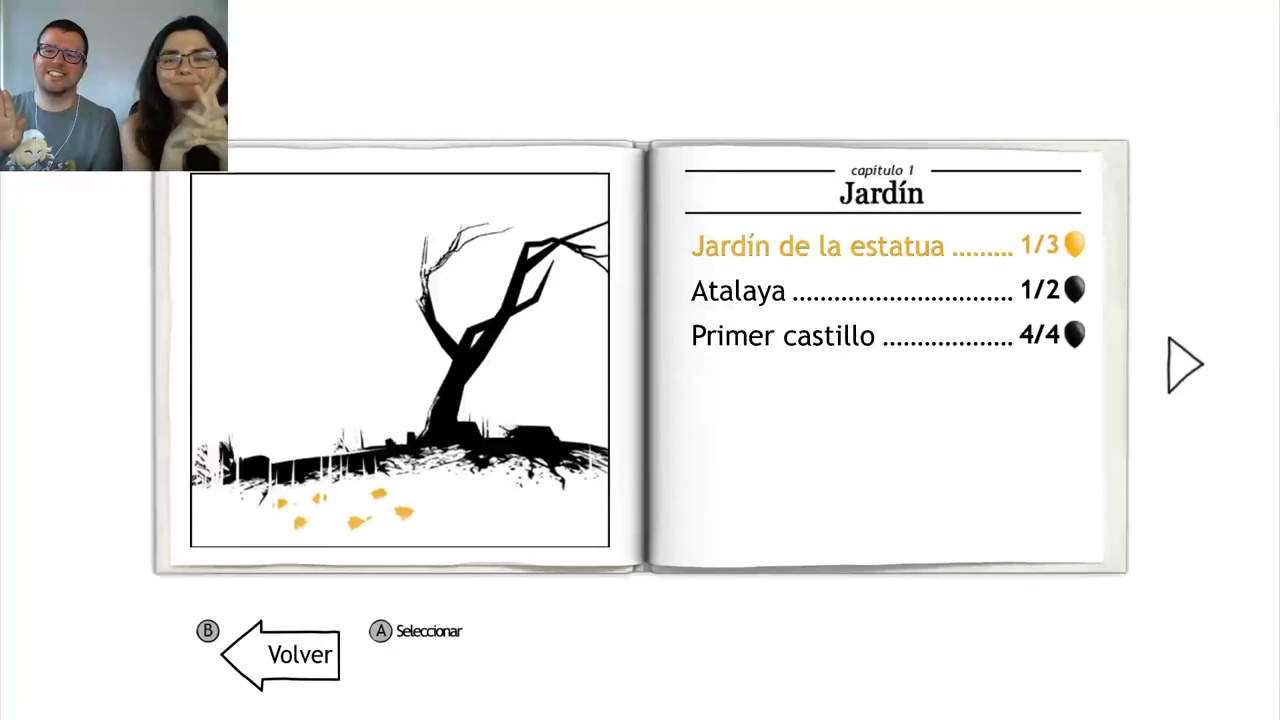 capítulo 1
Jardín
Jardín de la estatua ......... 1/3
Atalaya ................................ 1/2
Primer castillo ................... 4/4
B
Volver
A Seleccionar